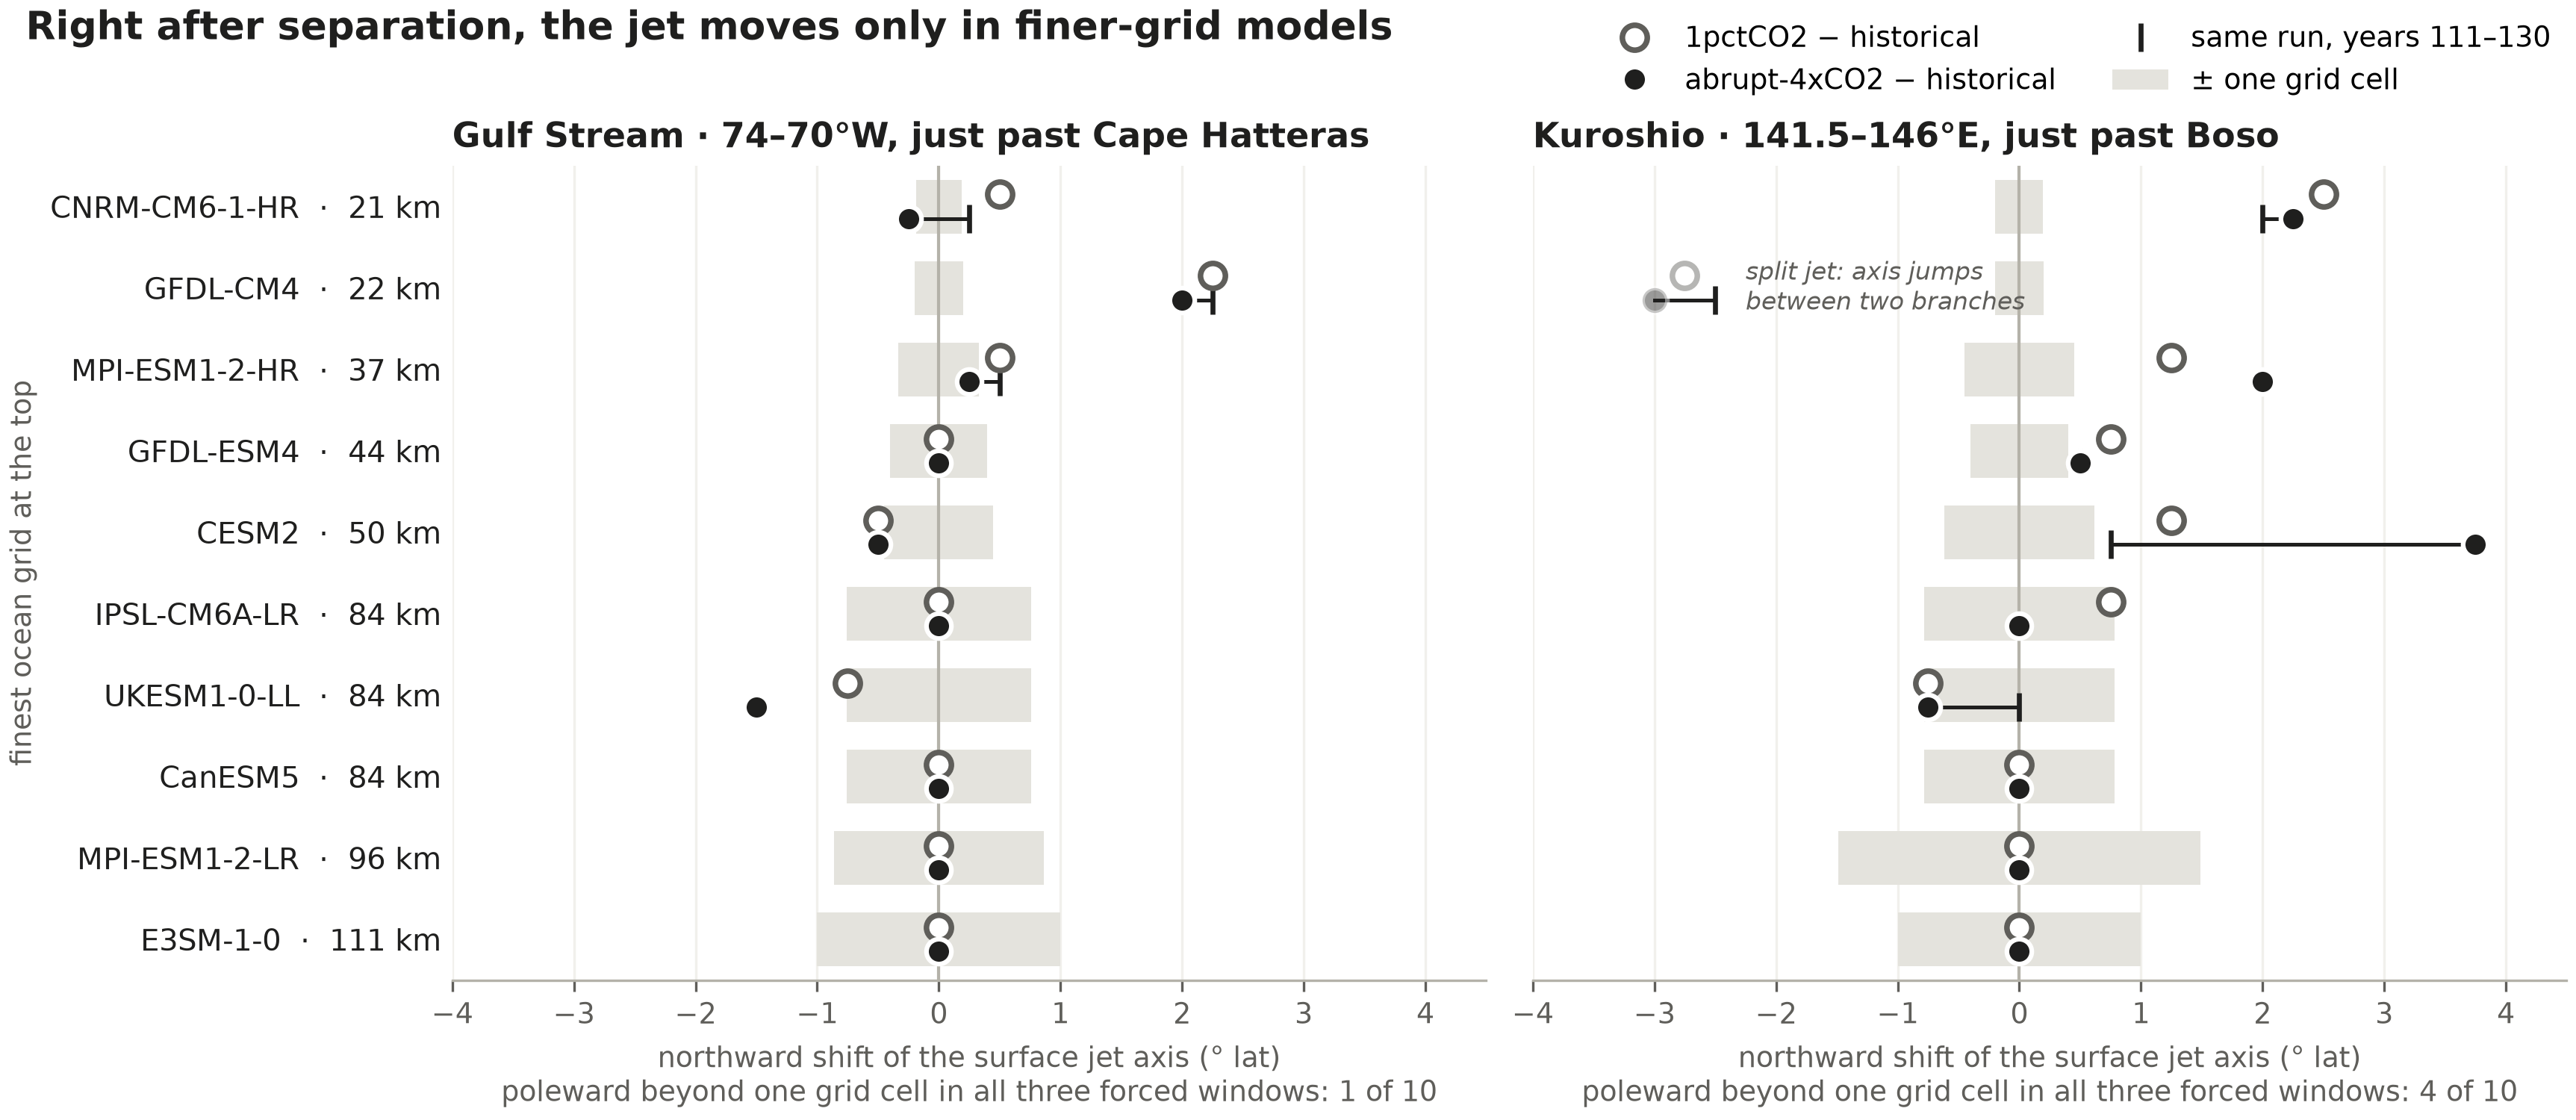 Right after separation, the jet moves only in finer-grid models
1pctCO2 − historical
abrupt-4xCO2 − historical
same run, years 111–130
± one grid cell
Gulf Stream · 74–70°W, just past Cape Hatteras
Kuroshio · 141.5–146°E, just past Boso
finest ocean grid at the top
CNRM-CM6-1-HR · 21 km
GFDL-CM4 · 22 km
MPI-ESM1-2-HR · 37 km
GFDL-ESM4 · 44 km
CESM2 · 50 km
IPSL-CM6A-LR · 84 km
UKESM1-0-LL · 84 km
CanESM5 · 84 km
MPI-ESM1-2-LR · 96 km
E3SM-1-0 · 111 km
split jet: axis jumps
between two branches
−4 −3 −2 −1 0 1 2 3 4
northward shift of the surface jet axis (° lat)
poleward beyond one grid cell in all three forced windows: 1 of 10
−4 −3 −2 −1 0 1 2 3 4
northward shift of the surface jet axis (° lat)
poleward beyond one grid cell in all three forced windows: 4 of 10